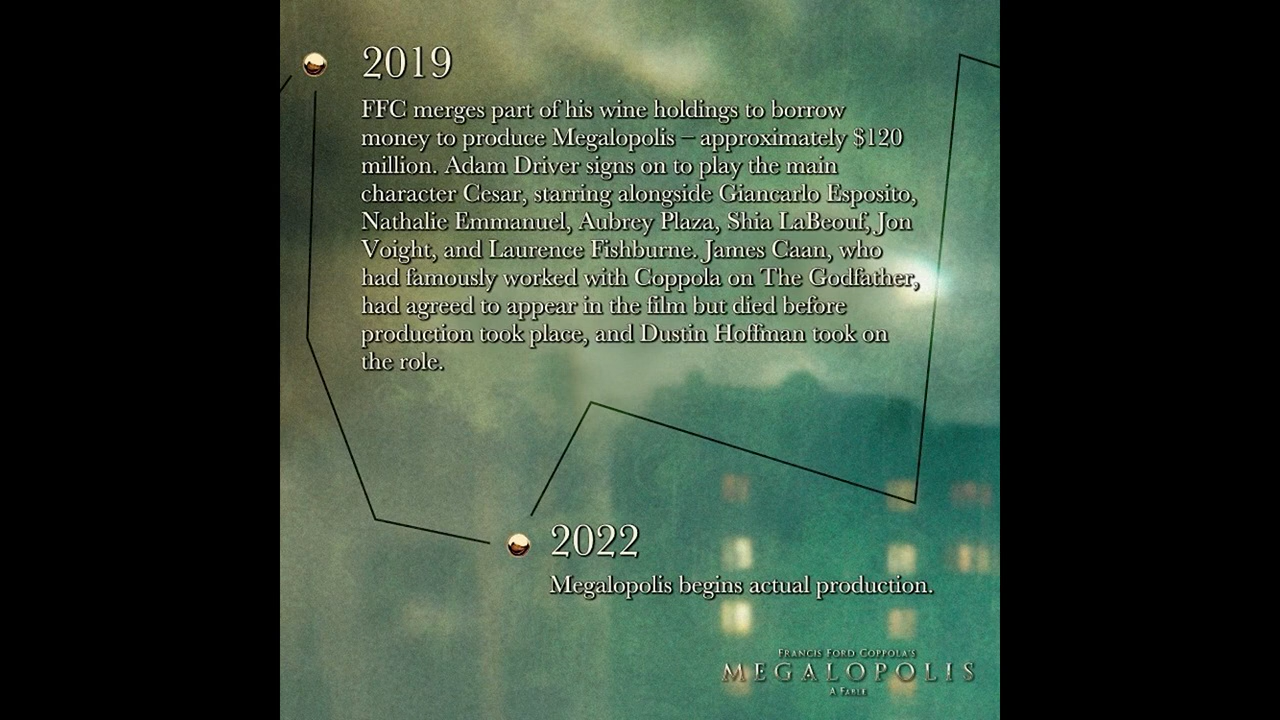 2019
FFC merges part of his wine holdings to borrow
money to produce Megalopolis – approximately $120
million. Adam Driver signs on to play the main
character Cesar, starring alongside Giancarlo Esposito,
Nathalie Emmanuel, Aubrey Plaza, Shia LaBeouf, Jon
Voight, and Laurence Fishburne. James Caan, who
had famously worked with Coppola on The Godfather,
had agreed to appear in the film but died before
production took place, and Dustin Hoffman took on
the role.
2022
Megalopolis begins actual production.
FRANCIS FORD COPPOLA'S
MEGALOPOLIS
A FABLE